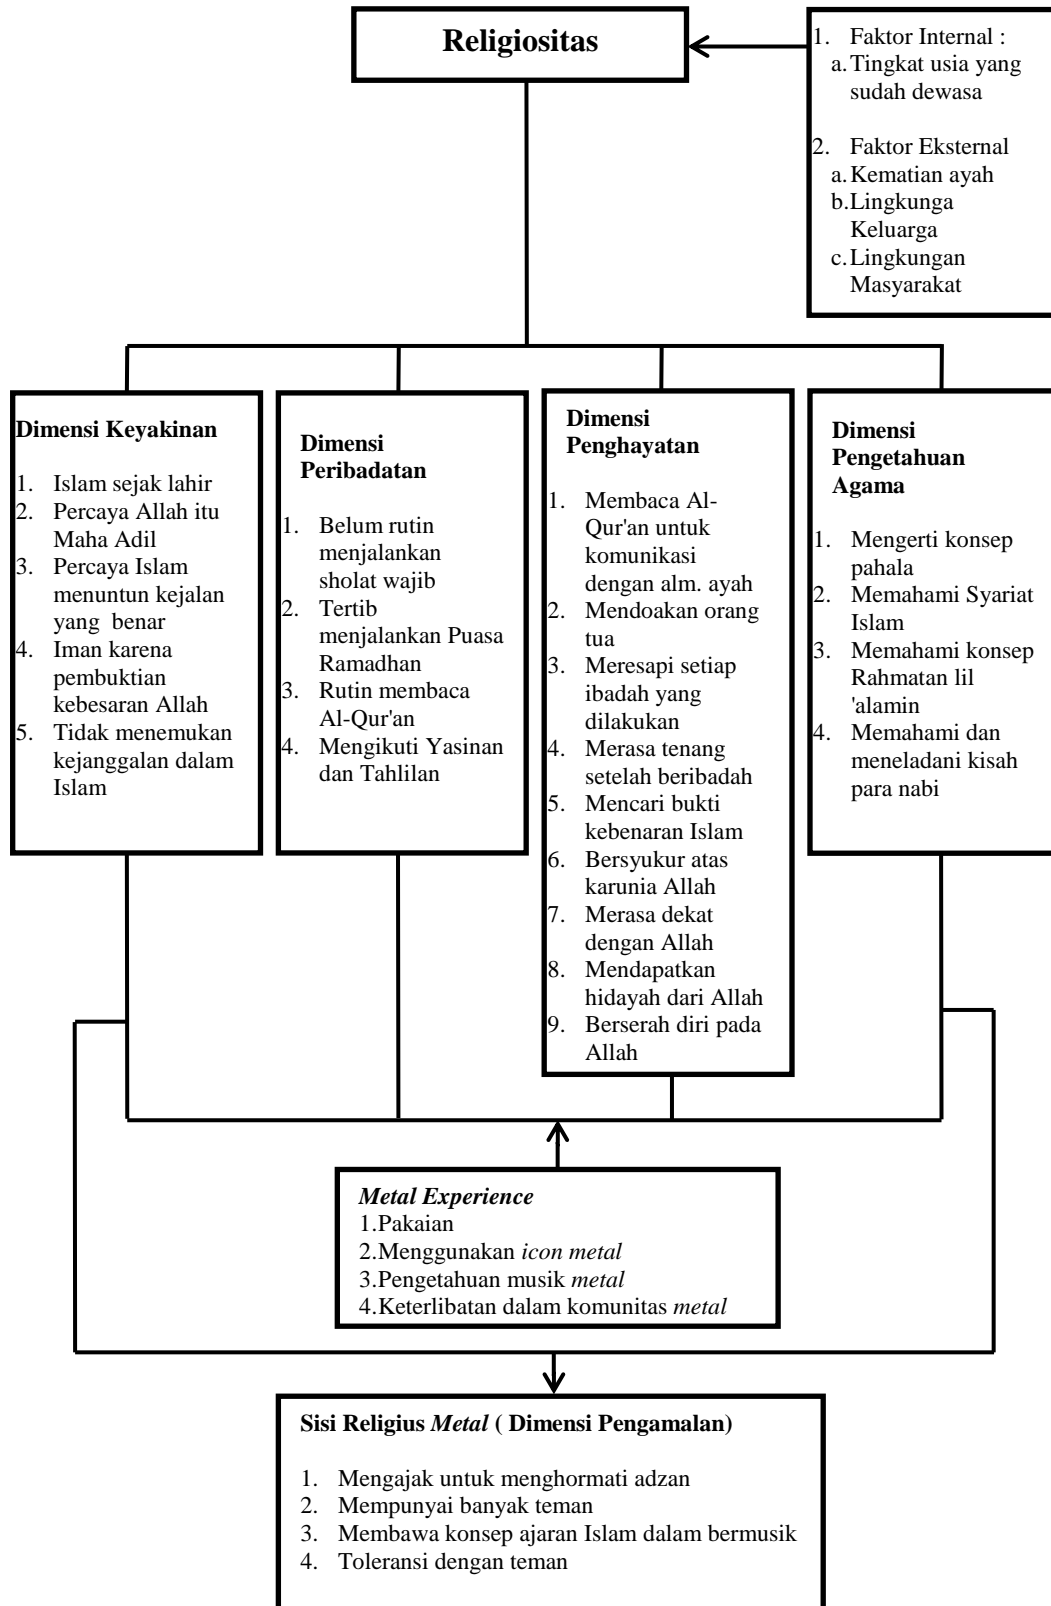 Religiositas
1. Faktor Internal :
a. Tingkat usia yang
sudah dewasa
2. Faktor Eksternal
a. Kematian ayah
b. Lingkunga
Keluarga
c. Lingkungan
Masyarakat
Dimensi Keyakinan
1. Islam sejak lahir
2. Percaya Allah itu
Maha Adil
3. Percaya Islam
menuntun kejalan
yang benar
4. Iman karena
pembuktian
kebesaran Allah
5. Tidak menemukan
kejanggalan dalam
Islam
Dimensi
Peribadatan
1. Belum rutin
menjalankan
sholat wajib
2. Tertib
menjalankan Puasa
Ramadhan
3. Rutin membaca
Al-Qur'an
4. Mengikuti Yasinan
dan Tahlilan
Dimensi
Penghayatan
1. Membaca Al-
Qur'an untuk
komunikasi
dengan alm. ayah
2. Mendoakan orang
tua
3. Meresapi setiap
ibadah yang
dilakukan
4. Merasa tenang
setelah beribadah
5. Mencari bukti
kebenaran Islam
6. Bersyukur atas
karunia Allah
7. Merasa dekat
dengan Allah
8. Mendapatkan
hidayah dari Allah
9. Berserah diri pada
Allah
Dimensi
Pengetahuan
Agama
1. Mengerti konsep
pahala
2. Memahami Syariat
Islam
3. Memahami konsep
Rahmatan lil
'alamin
4. Memahami dan
meneladani kisah
para nabi
Metal Experience
1.Pakaian
2.Menggunakan icon metal
3.Pengetahuan musik metal
4.Keterlibatan dalam komunitas metal
Sisi Religius Metal ( Dimensi Pengamalan)
1. Mengajak untuk menghormati adzan
2. Mempunyai banyak teman
3. Membawa konsep ajaran Islam dalam bermusik
4. Toleransi dengan teman